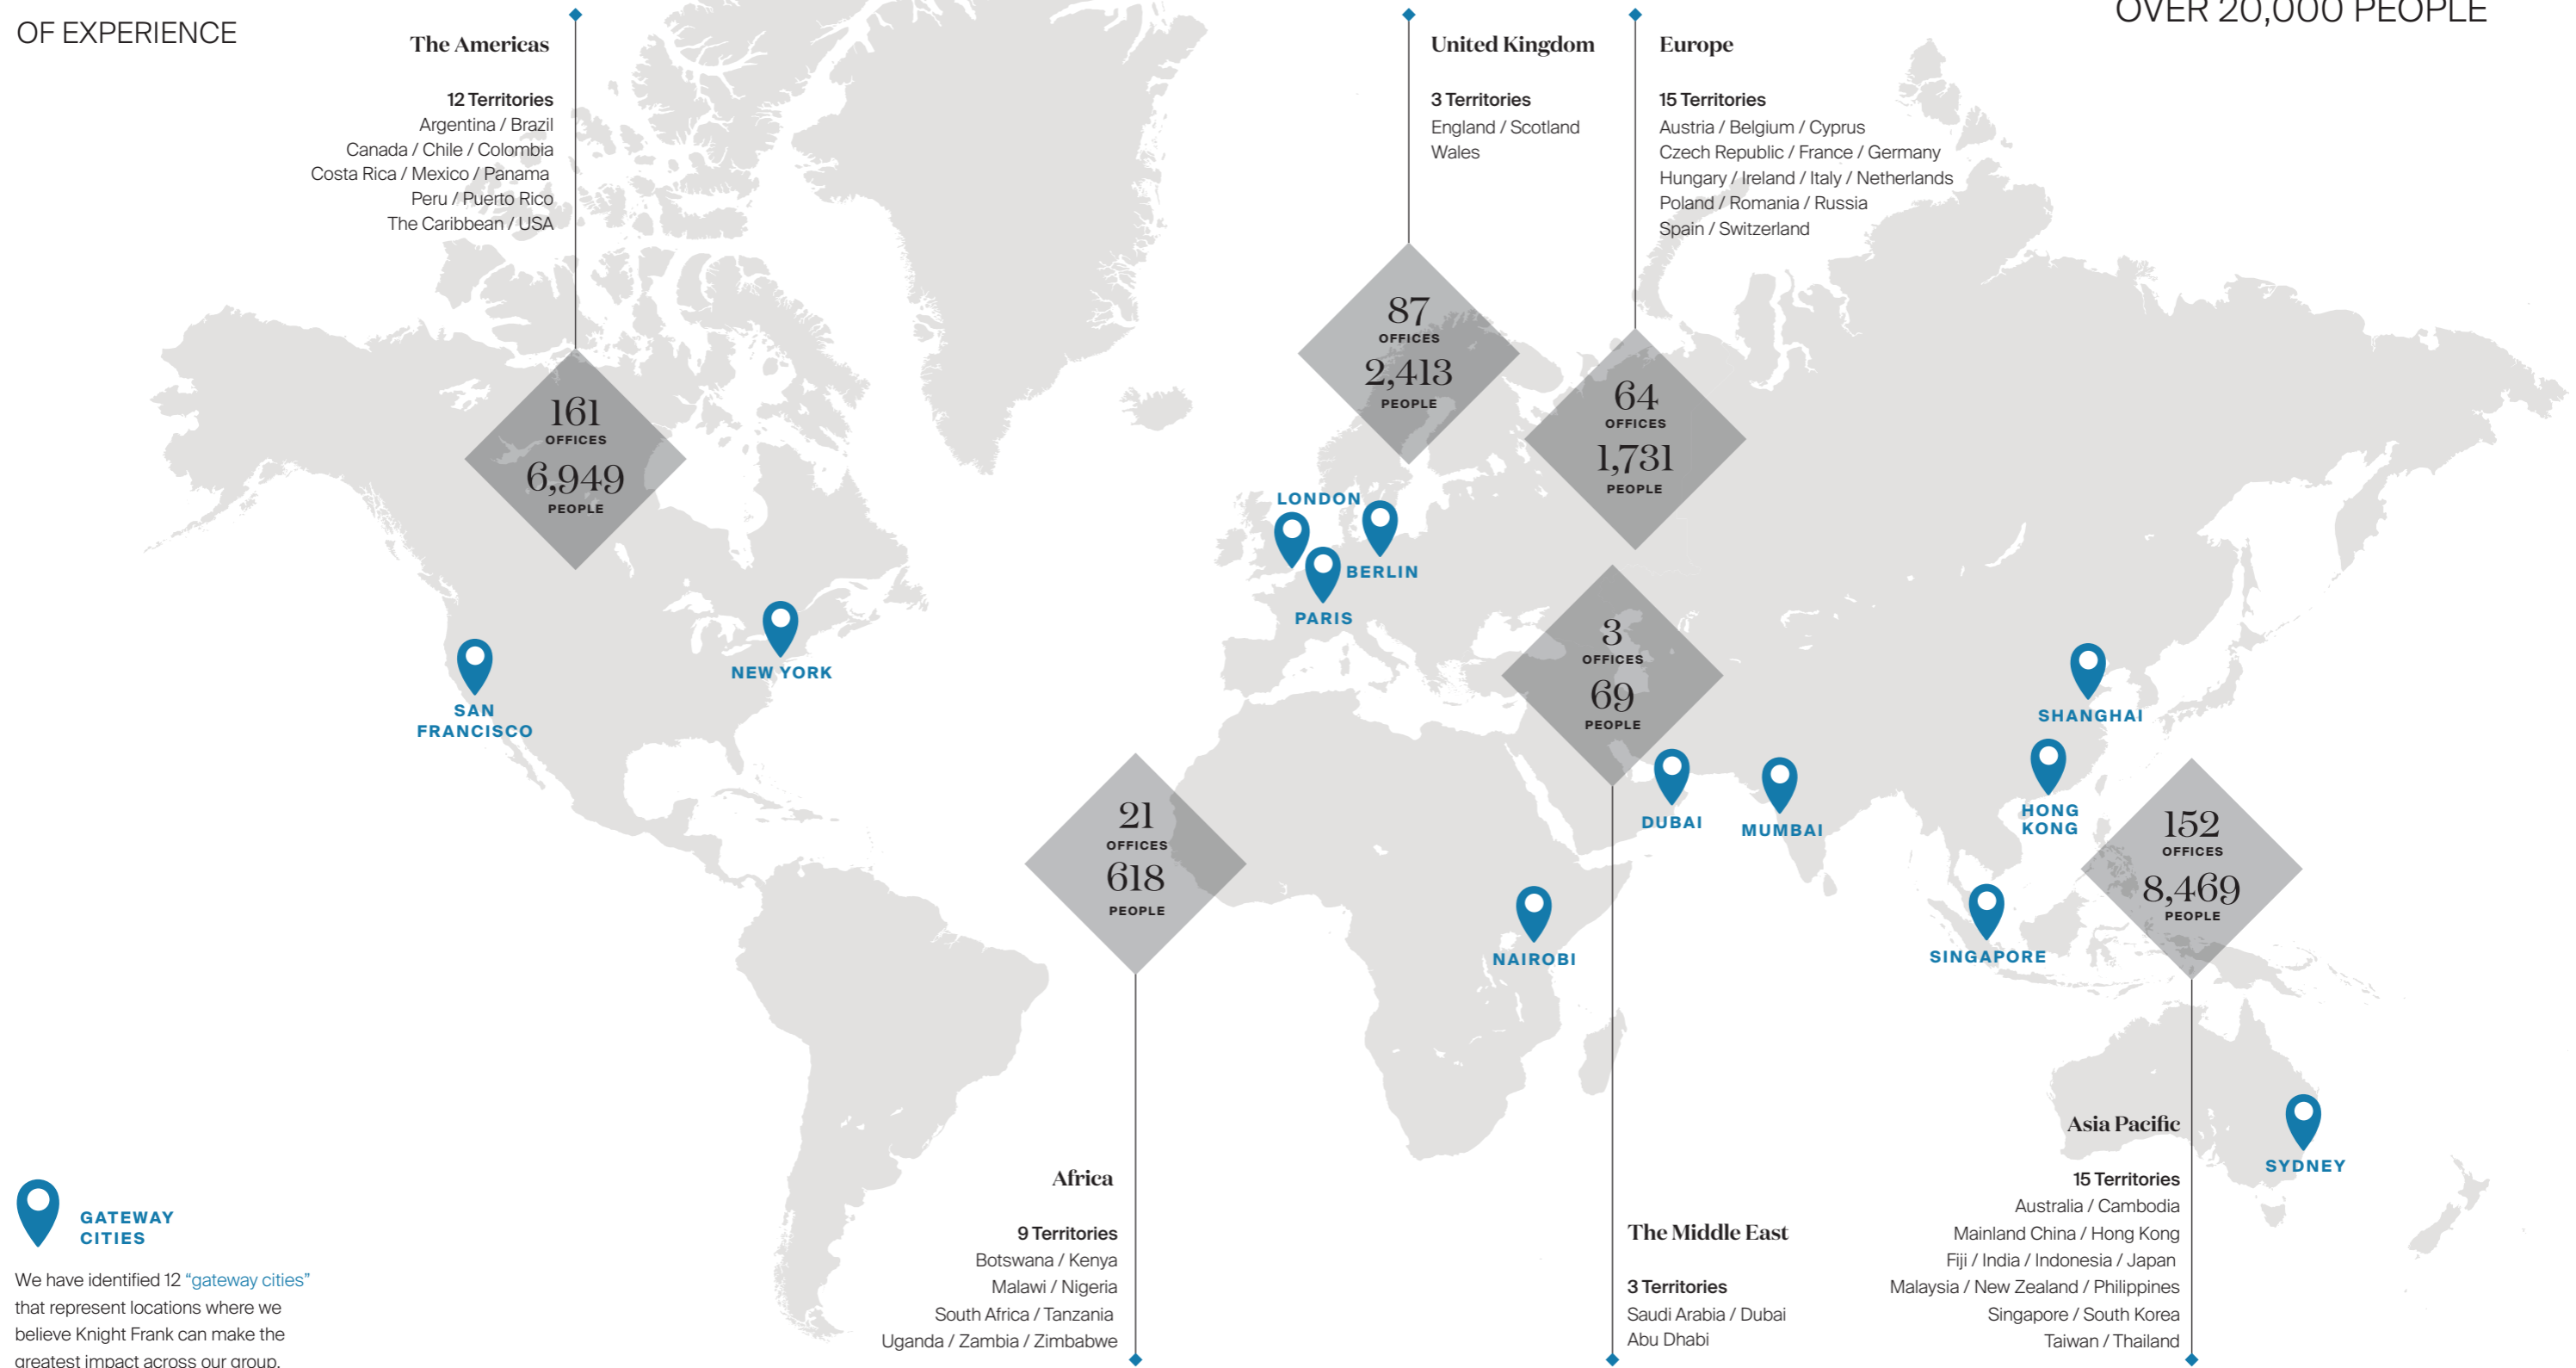 OF EXPERIENCE
OVER 20,000 PEOPLE
The Americas
12 Territories
Argentina / Brazil
Canada / Chile / Colombia
Costa Rica / Mexico / Panama
Peru / Puerto Rico
The Caribbean / USA
161
OFFICES
6,949
PEOPLE
United Kingdom
3 Territories
England / Scotland
Wales
87
OFFICES
2,413
PEOPLE
Europe
15 Territories
Austria / Belgium / Cyprus
Czech Republic / France / Germany
Hungary / Ireland / Italy / Netherlands
Poland / Romania / Russia
Spain / Switzerland
64
OFFICES
1,731
PEOPLE
LONDON
BERLIN
PARIS
NEW YORK
SAN
FRANCISCO
3
OFFICES
69
PEOPLE
SHANGHAI
HONG
KONG
DUBAI
MUMBAI
21
OFFICES
618
PEOPLE
152
OFFICES
8,469
PEOPLE
NAIROBI
SINGAPORE
SYDNEY
Africa
9 Territories
Botswana / Kenya
Malawi / Nigeria
South Africa / Tanzania
Uganda / Zambia / Zimbabwe
The Middle East
3 Territories
Saudi Arabia / Dubai
Abu Dhabi
Asia Pacific
15 Territories
Australia / Cambodia
Mainland China / Hong Kong
Fiji / India / Indonesia / Japan
Malaysia / New Zealand / Philippines
Singapore / South Korea
Taiwan / Thailand
GATEWAY
CITIES
We have identified 12 “gateway cities”
that represent locations where we
believe Knight Frank can make the
greatest impact across our group.